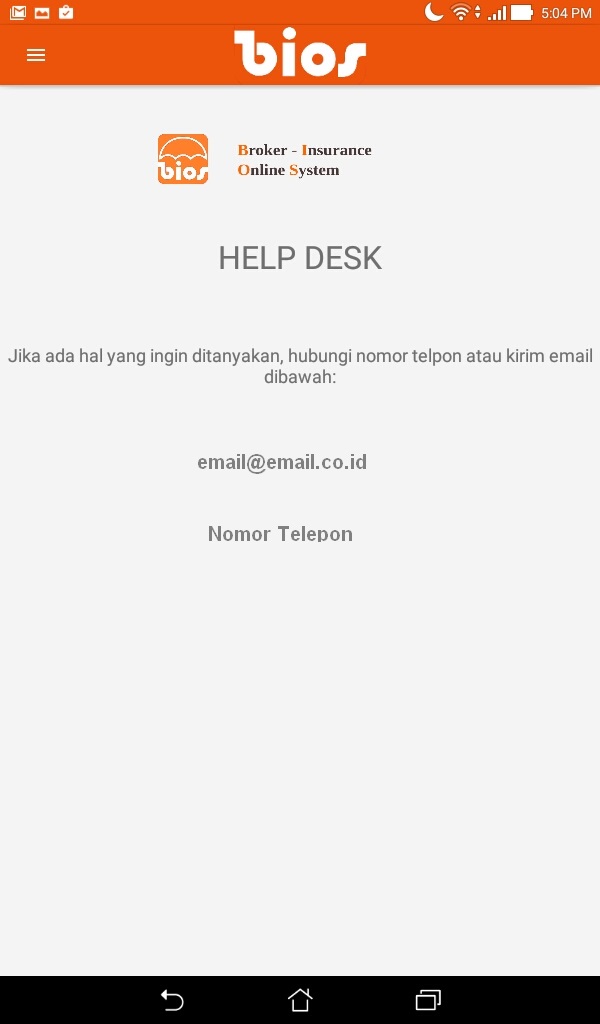 5:04 PM
bios
bios
Broker - Insurance
Online System
HELP DESK
Jika ada hal yang ingin ditanyakan, hubungi nomor telpon atau kirim email
dibawah:
email@email.co.id
Nomor Telepon